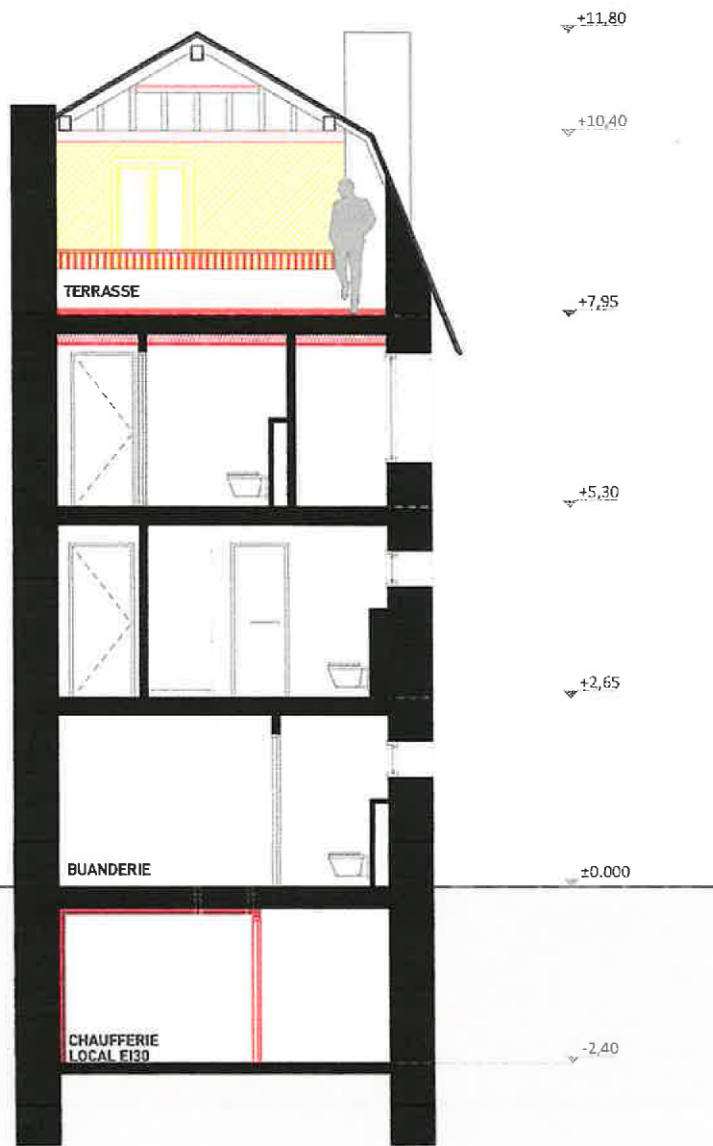 +11,80
+10,40
TERRASSE
+7,95
+5,30
+2,65
BUANDERIE
±0.000
CHAUFFERIE
LOCAL EI30
-2,40